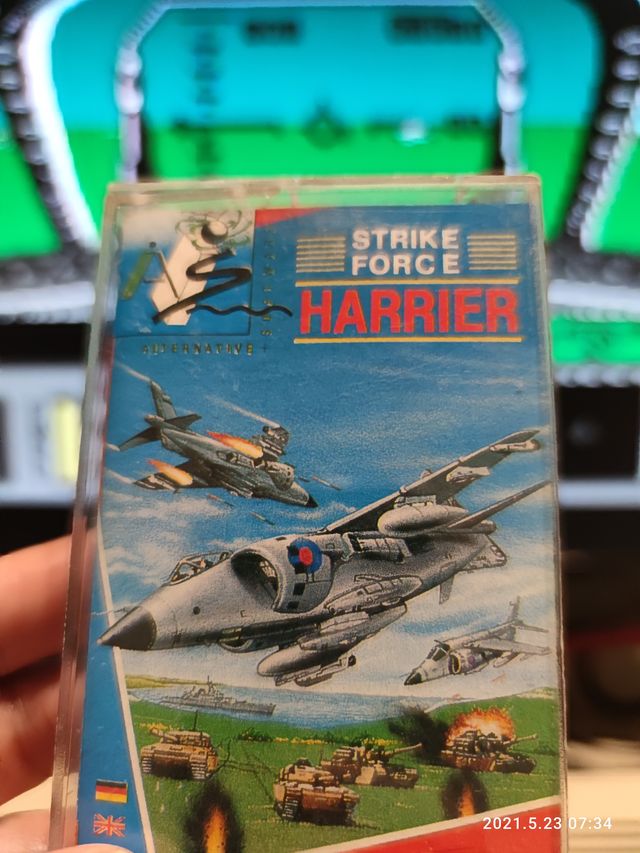 STRIKE
FORCE
HARRIER
ALTERNATIVE
SOFTWARE
2021.5.23 07:34